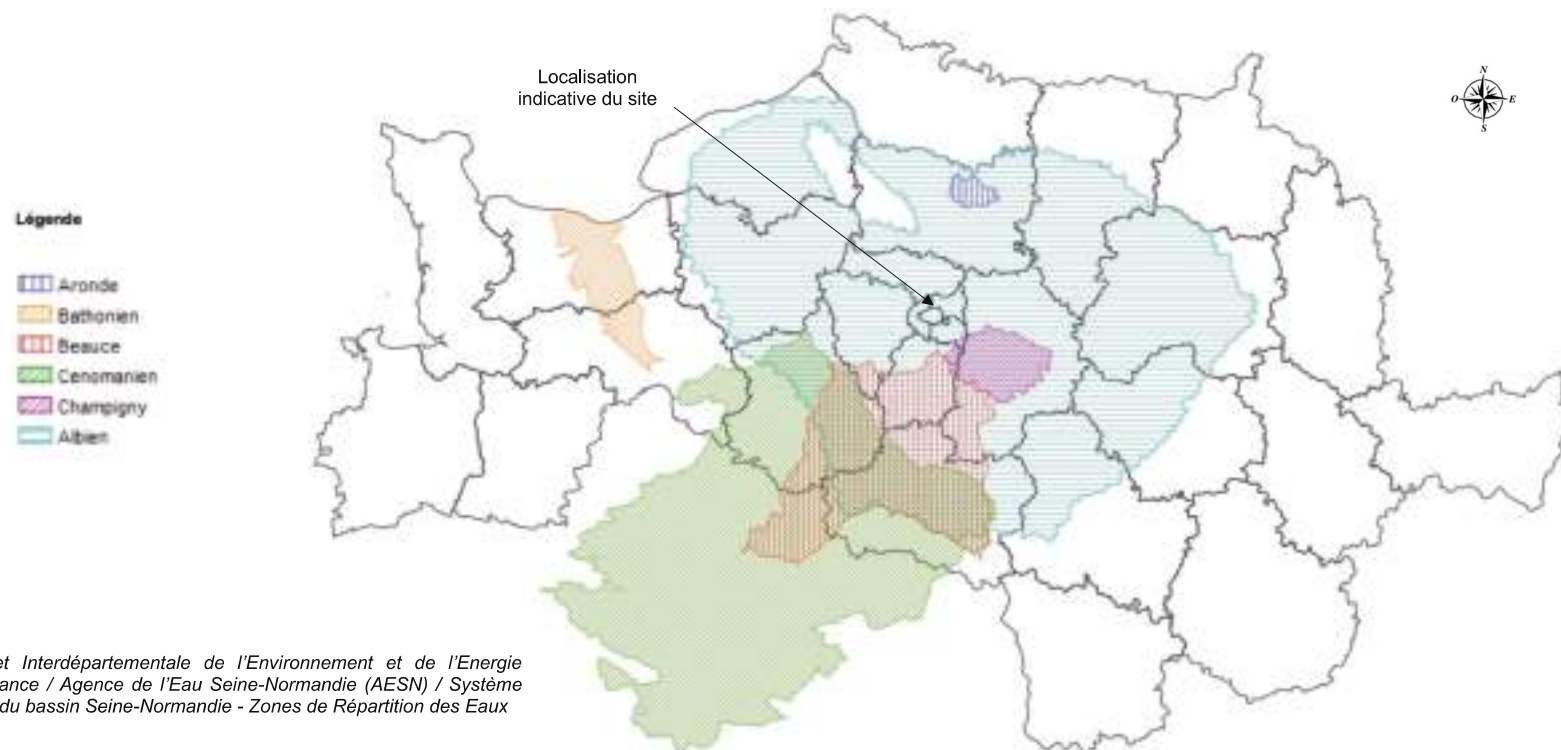 Localisation
indicative du site
N
O E
S
Légende
Aronde
Bathonien
Beauce
Cenomanien
Champigny
Albien
et Interdépartementale de l'Environnement et de l'Energie
ance / Agence de l'Eau Seine-Normandie (AESN) / Système
du bassin Seine-Normandie - Zones de Répartition des Eaux